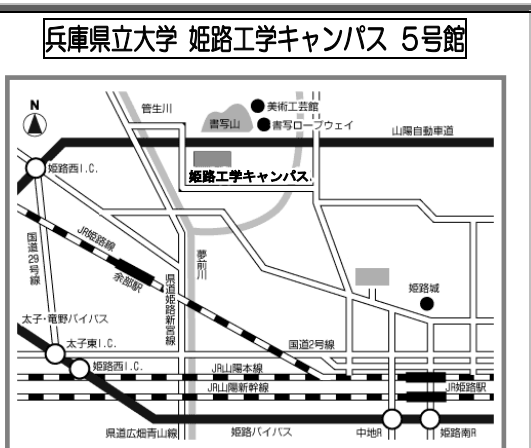 兵庫県立大学 姫路工学キャンパス 5号館
N
菅生川
美術工芸館
書写山
書写ロープウェイ
山陽自動車道
姫路西I.C.
姫路工学キャンパス
国道29号線
JR姫路線
余部駅
県道姫路新宮線
夢前川
姫路城
太子・竜野バイパス
太子東I.C.
国道2号線
姫路西I.C.
JR山陽本線
JR山陽新幹線
JR姫路駅
県道広畑青山線
姫路バイパス
中地R
姫路南R